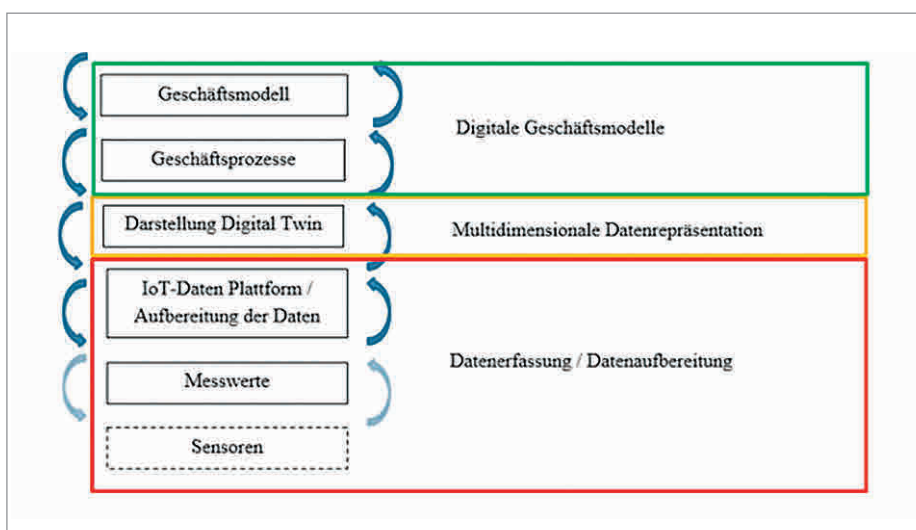 Geschäftsmodell
Digitale Geschäftsmodelle
Geschäftsprozesse
Darstellung Digital Twin
Multidimensionale Datenrepräsentation
IoT-Daten Plattform /
Aufbereitung der Daten
Datenerfassung / Datenaufbereitung
Messwerte
Sensoren